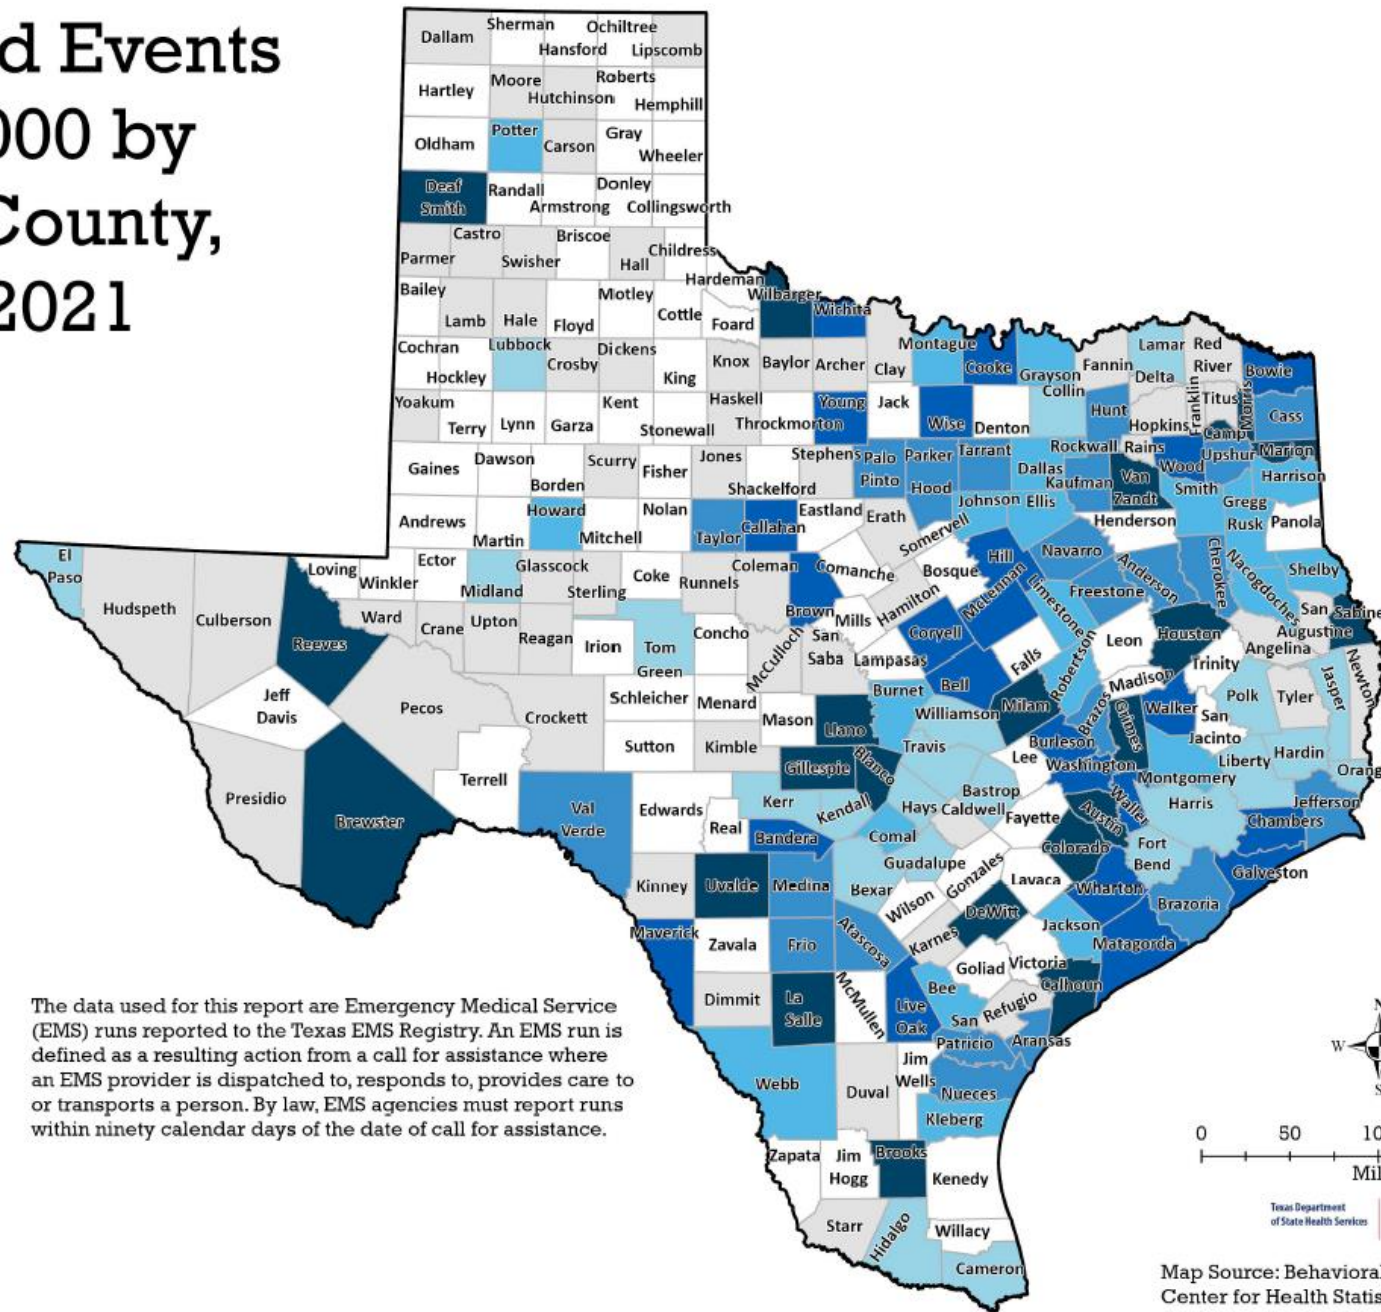 d Events
000 by
County,
2021
Dallam
Sherman
Hansford
Ochiltree
Lipscomb
Hartley
Moore
Hutchinson
Roberts
Hemphill
Oldham
Potter
Carson
Gray
Wheeler
Deaf
Smith
Randall
Armstrong
Donley
Collingsworth
Parmer
Castro
Swisher
Briscoe
Hall
Childress
Hardeman
Bailey
Lamb
Hale
Floyd
Motley
Cottle
Foard
Wilbarger
Wichita
Cochran
Hockley
Lubbock
Crosby
Dickens
King
Knox
Baylor
Archer
Clay
Montague
Cooke
Grayson
Fannin
Lamar
Red
River
Bowie
Delta
Collin
Yoakum
Terry
Lynn
Garza
Kent
Stonewall
Haskell
Throckmorton
Young
Jack
Wise
Denton
Hunt
Hopkins
Franklin
Titus
Morris
Cass
Camp
Gaines
Dawson
Borden
Scurry
Fisher
Jones
Shackelford
Stephens
Palo
Pinto
Parker
Hood
Tarrant
Dallas
Rockwall
Kaufman
Rains
Van
Zandt
Wood
Upshur
Marion
Harrison
Smith
Gregg
Rusk
Panola
Andrews
Martin
Howard
Mitchell
Nolan
Taylor
Callahan
Eastland
Erath
Somervell
Johnson
Ellis
Henderson
Navarro
Hill
El
Paso
Hudspeth
Culberson
Reeves
Loving
Winkler
Ector
Midland
Glasscock
Sterling
Coke
Runnels
Coleman
Brown
Comanche
Mills
Hamilton
Bosque
McLennan
Limestone
Freestone
Anderson
Cherokee
Nacogdoches
Shelby
San
Augustine
Sabine
Angelina
Ward
Crane
Upton
Reagan
Irion
Tom
Green
Concho
McCulloch
San
Saba
Lampasas
Coryell
Bell
Falls
Robertson
Leon
Houston
Trinity
Madison
Polk
Tyler
Jasper
Newton
Jeff
Davis
Pecos
Crockett
Schleicher
Menard
Mason
Llano
Burnet
Williamson
Milam
Brazos
Grimes
Walker
San
Jacinto
Hardin
Liberty
Orang
Presidio
Brewster
Terrell
Sutton
Kimble
Gillespie
Blanco
Travis
Lee
Burleson
Washington
Montgomery
Harris
Jefferson
Chambers
Val
Verde
Edwards
Real
Kerr
Kendall
Bandera
Hays
Comal
Caldwell
Bastrop
Fayette
Austin
Waller
Fort
Bend
Colorado
Kinney
Uvalde
Medina
Bexar
Guadalupe
Wilson
Gonzales
Lavaca
Wharton
Galveston
Brazoria
Matagorda
Jackson
DeWitt
Maverick
Zavala
Frio
Atascosa
Karnes
Goliad
Victoria
Calhoun
Dimmit
La
Salle
McMullen
Live
Oak
Bee
Refugio
San
Patricio
Aransas
Webb
Duval
Jim
Wells
Nueces
Kleberg
Zapata
Jim
Hogg
Brooks
Kenedy
Starr
Hidalgo
Willacy
Cameron
The data used for this report are Emergency Medical Service
(EMS) runs reported to the Texas EMS Registry. An EMS run is
defined as a resulting action from a call for assistance where
an EMS provider is dispatched to, responds to, provides care to
or transports a person. By law, EMS agencies must report runs
within ninety calendar days of the date of call for assistance.
W
0 50 10
Mil
Texas Department
of State Health Services
Map Source: Behavioral
Center for Health Statis